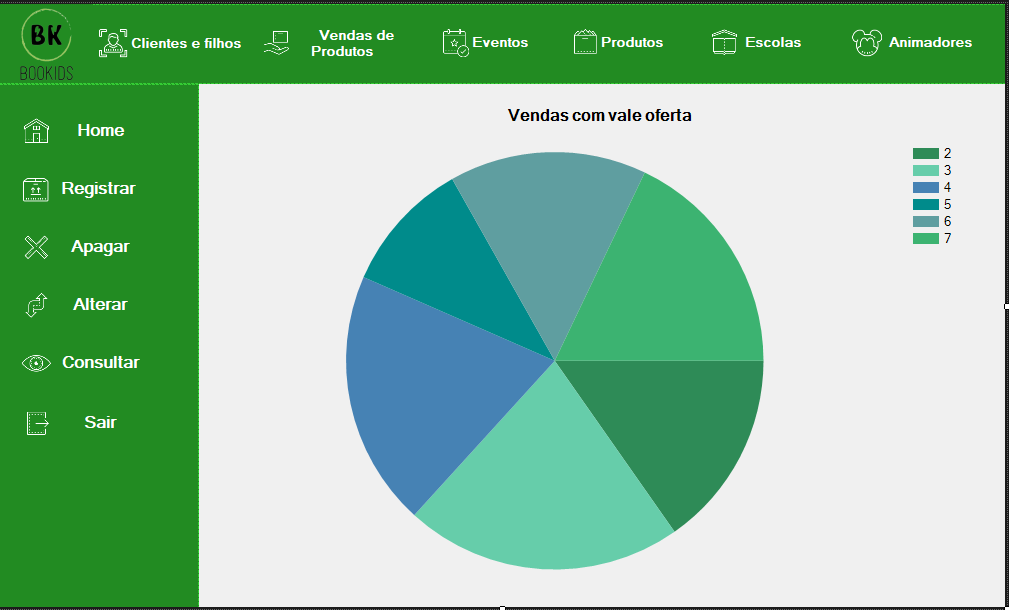 BK
BOOKIDS
Clientes e filhos
Vendas de
Produtos
Eventos
Produtos
Escolas
Animadores
Home
Registrar
Apagar
Alterar
Consultar
Sair
Vendas com vale oferta
2
3
4
5
6
7